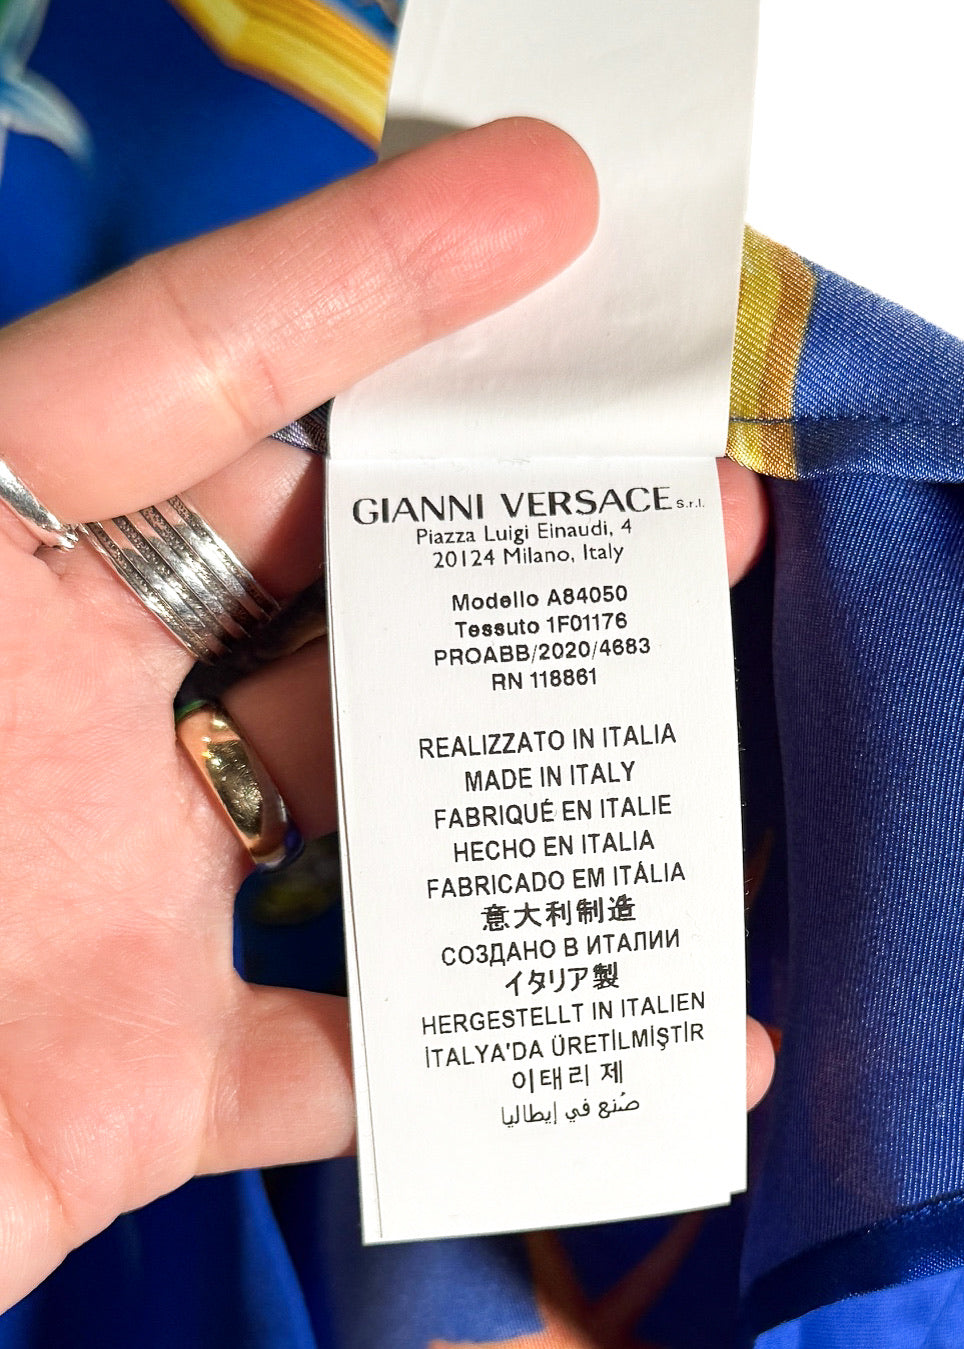 GIANNI VERSACE s.r.l.
Piazza Luigi Einaudi, 4
20124 Milano, Italy
Modello A84050
Tessuto 1F01176
PROABB/2020/4683
RN 118861
REALIZZATO IN ITALIA
MADE IN ITALY
FABRIQUÉ EN ITALIE
HECHO EN ITALIA
FABRICADO EM ITÁLIA
意大利制造
СОЗДАНО В ИТАЛИИ
イタリア製
HERGESTELLT IN ITALIEN
İTALYA'DA ÜRETİLMİŞTİR
이태리 제
صُنع في إيطاليا